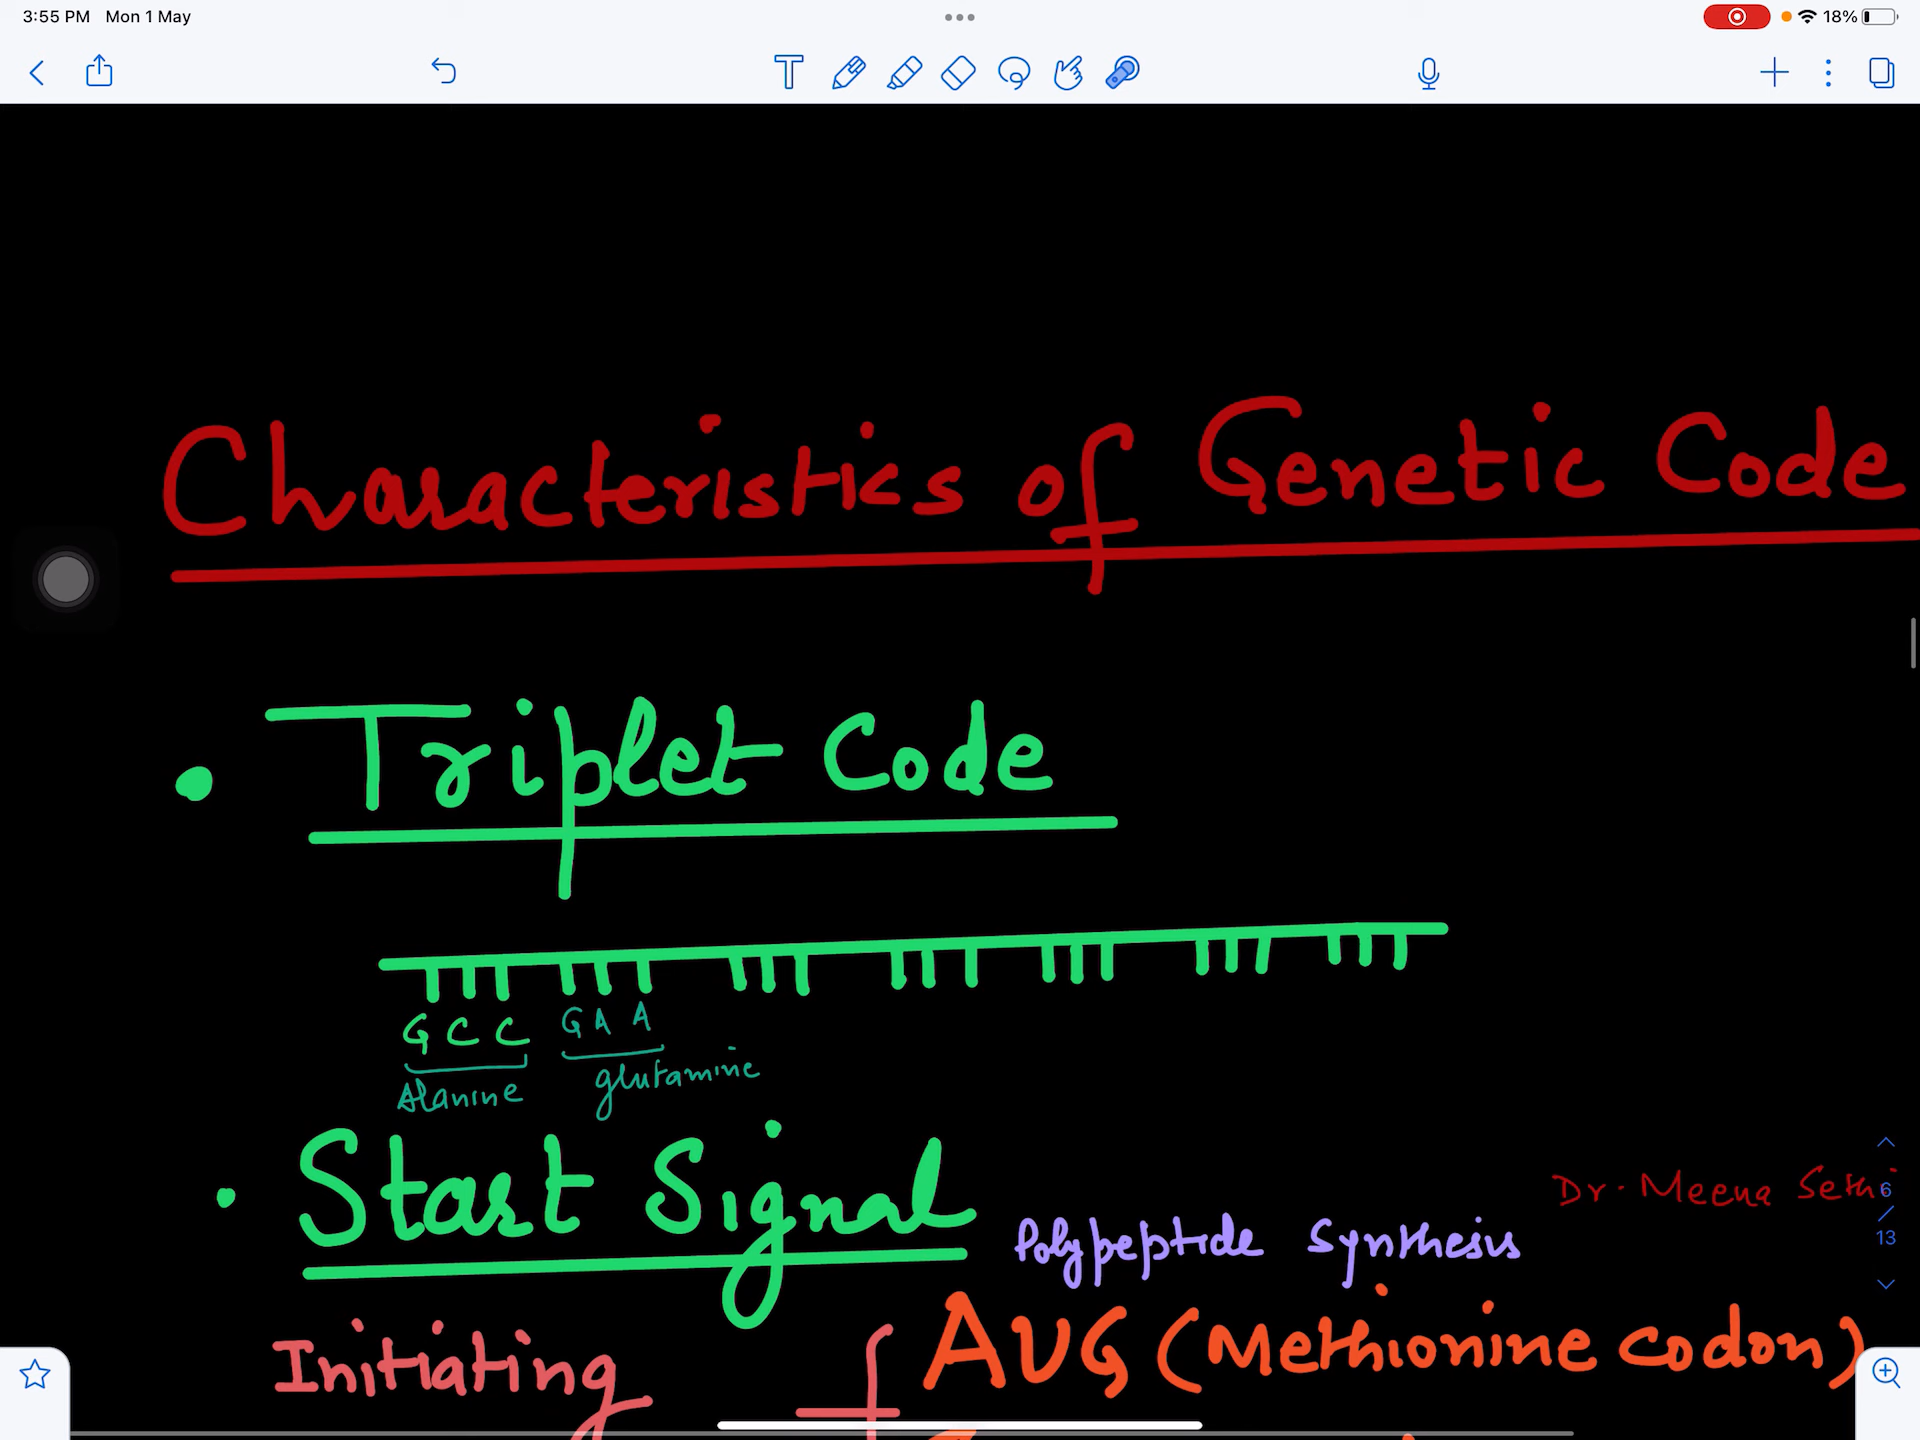 3:55 PM Mon 1 May
18%
Characteristics of Genetic Code
• Triplet Code
G C C G A A
Alanine glutamine
• Start Signal
Dr. Meena Sethi
6
/
13
Polypeptide Synthesis
Initiating AUG (Methionine codon)